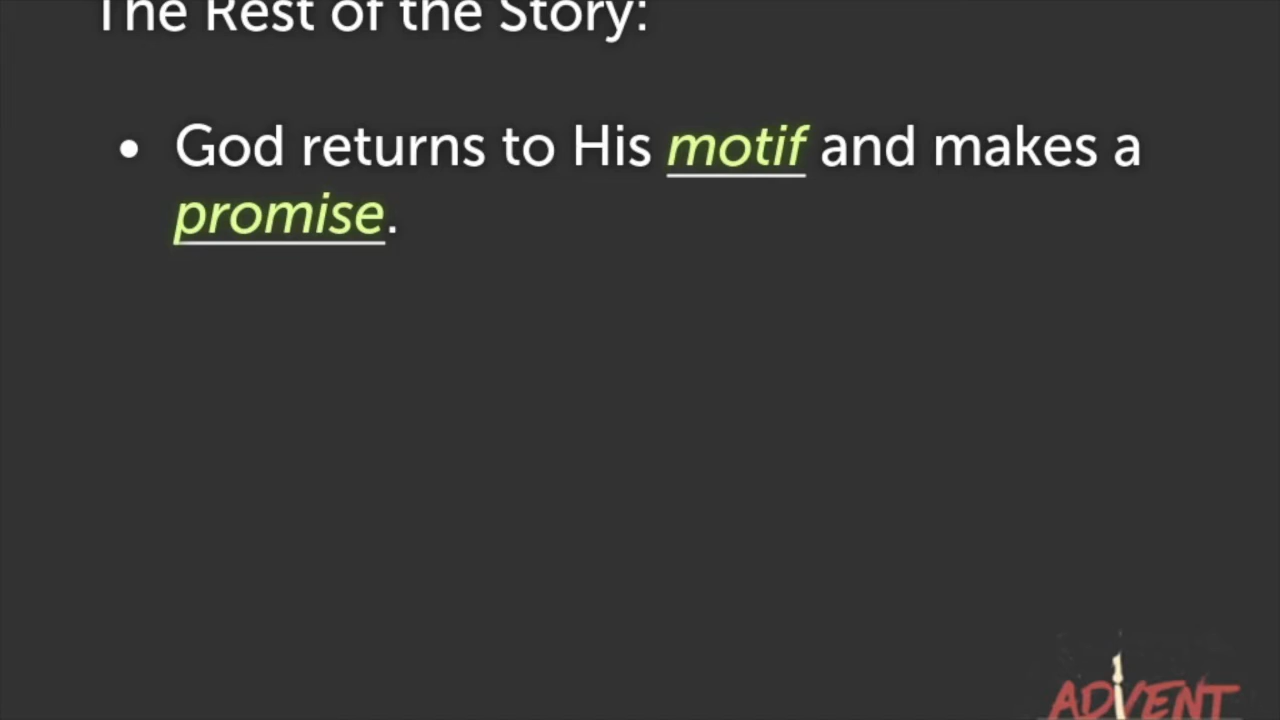 The Rest of the Story:
• God returns to His motif and makes a
promise.
ADVENT